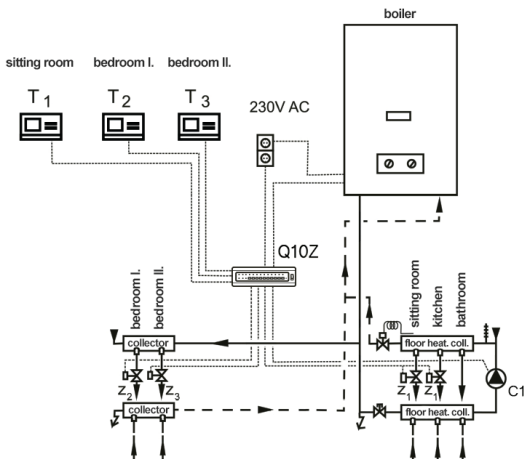 boiler
sitting room bedroom I. bedroom II.
T1 T2 T3
230V AC
Q10Z
bedroom I.
bedroom II.
sitting room
kitchen
bathroom
collector
floor heat. coll.
Z2 Z3
Z1 Z1
C1
collector
floor heat. coll.